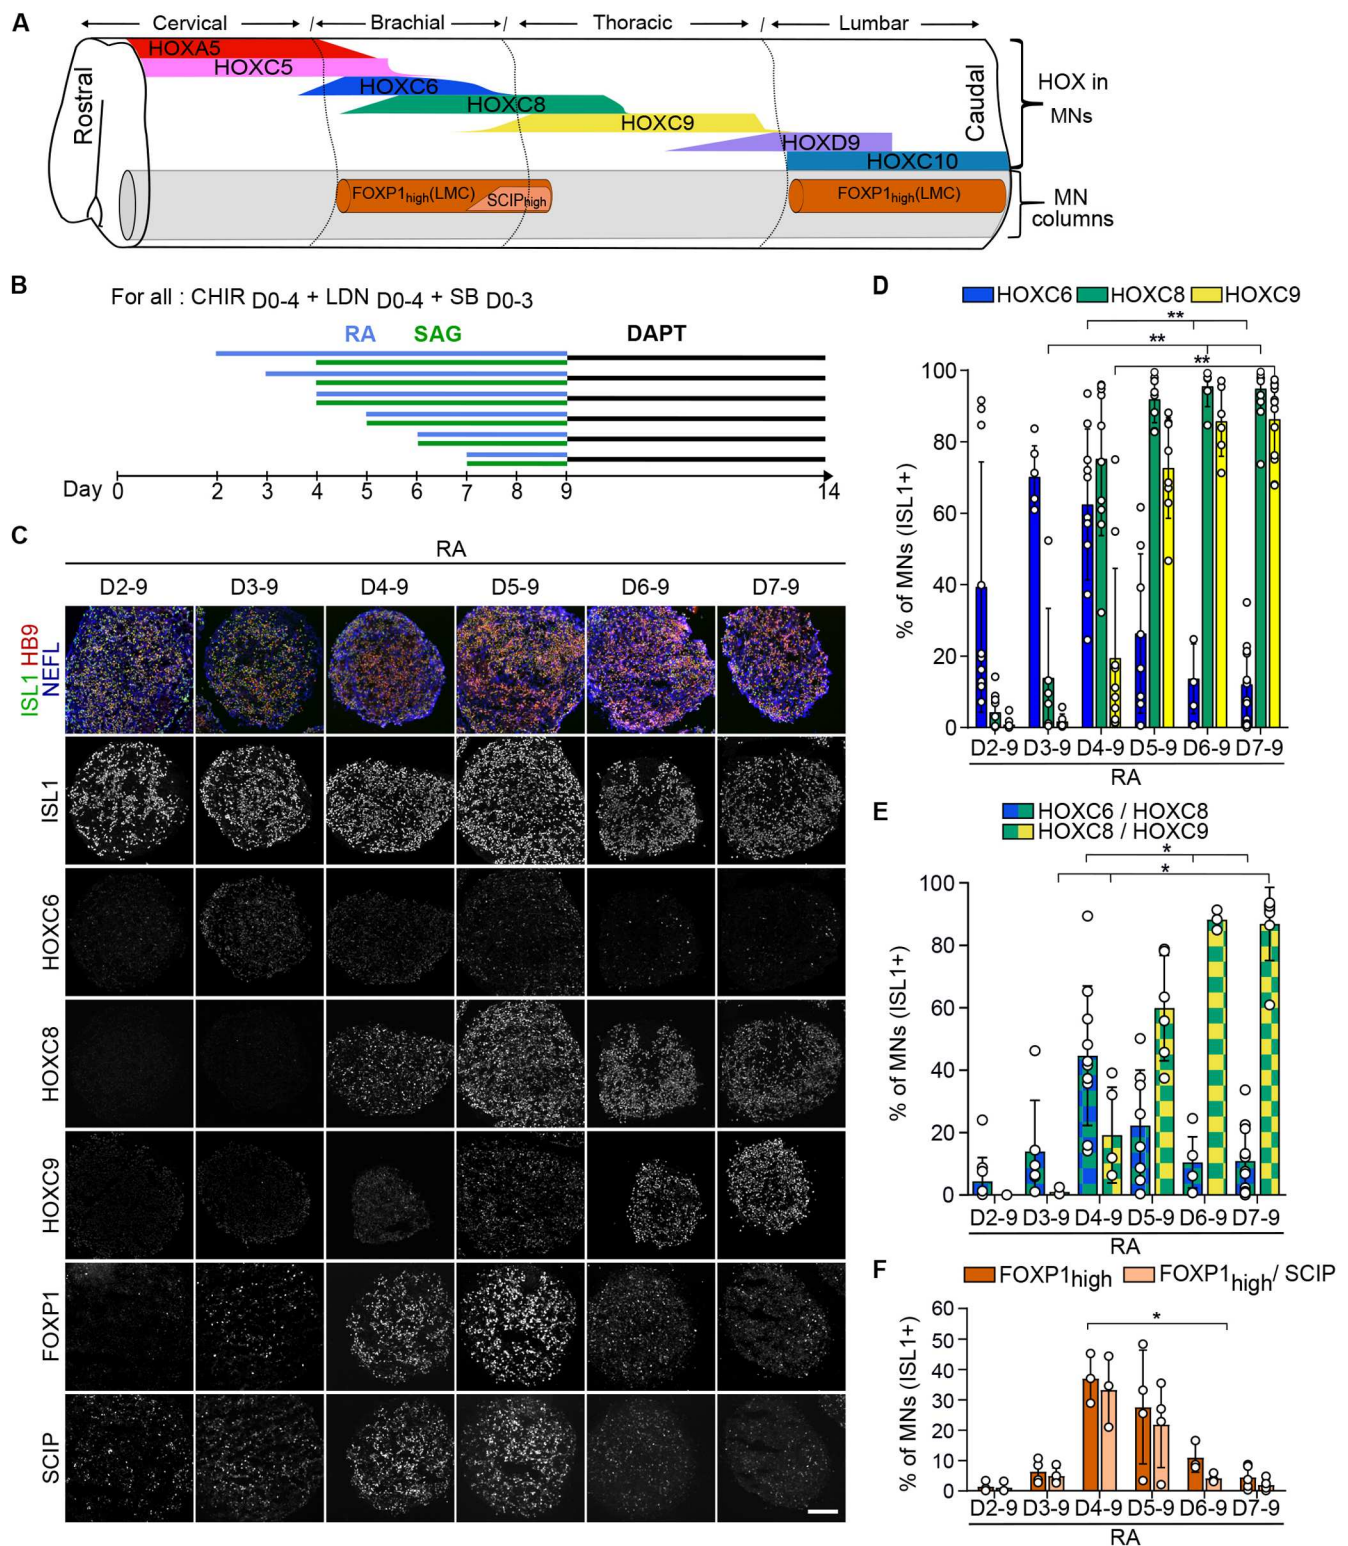 A
Cervical / Brachial / Thoracic / Lumbar
HOXA5
HOXC5
HOXC6
HOXC8
HOXC9
HOXD9
HOXC10
Rostral
Caudal
HOX in
MNs
FOXP1high(LMC)
SCIPhigh
FOXP1high(LMC)
MN
columns
B
For all : CHIR D0-4 + LDN D0-4 + SB D0-3
RA SAG DAPT
Day 0 2 3 4 5 6 7 8 9 14
C
RA
D2-9 D3-9 D4-9 D5-9 D6-9 D7-9
ISL1 HB9
NEFL
ISL1
HOXC6
HOXC8
HOXC9
FOXP1
SCIP
D
HOXC6 HOXC8 HOXC9
**
**
**
% of MNs (ISL1+)
100
80
60
40
20
0
D2-9 D3-9 D4-9 D5-9 D6-9 D7-9
RA
E
HOXC6 / HOXC8
HOXC8 / HOXC9
*
*
% of MNs (ISL1+)
100
80
60
40
20
0
D2-9 D3-9 D4-9 D5-9 D6-9 D7-9
RA
F
FOXP1high FOXP1high/ SCIP
*
% of MNs (ISL1+)
60
50
40
30
20
10
0
D2-9 D3-9 D4-9 D5-9 D6-9 D7-9
RA